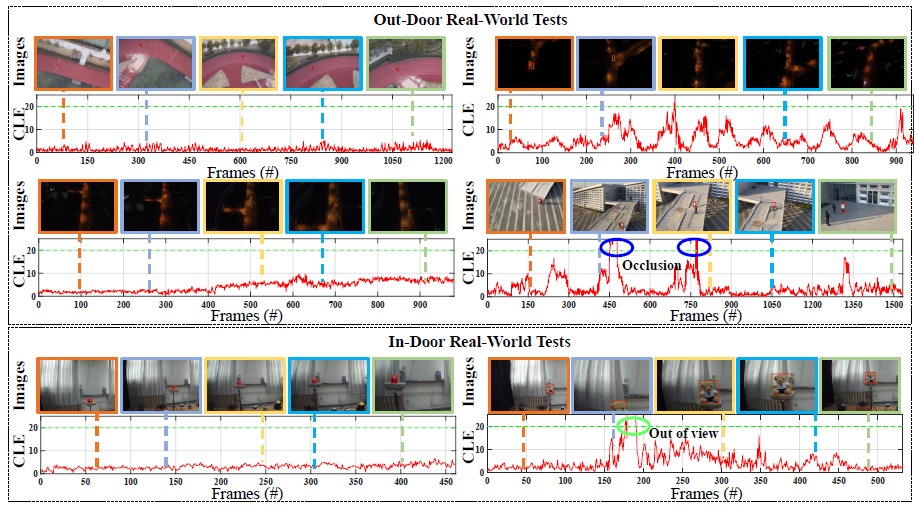 Out-Door Real-World Tests
Images
Images
CLE
20
10
0
0 150 300 450 600 750 900 1050 1200
Frames (#)
CLE
20
10
0
0 100 200 300 400 500 600 700 800 900
Frames (#)
Images
Images
CLE
20
10
0
0 100 200 300 400 500 600 700 800 900
Frames (#)
CLE
20
10
0
Occlusion
0 150 300 450 600 750 900 1050 1200 1350 1500
Frames (#)
In-Door Real-World Tests
Images
Images
CLE
20
10
0
0 50 100 150 200 250 300 350 400 450
Frames (#)
CLE
20
10
0
Out of view
0 50 100 150 200 250 300 350 400 450 500
Frames (#)